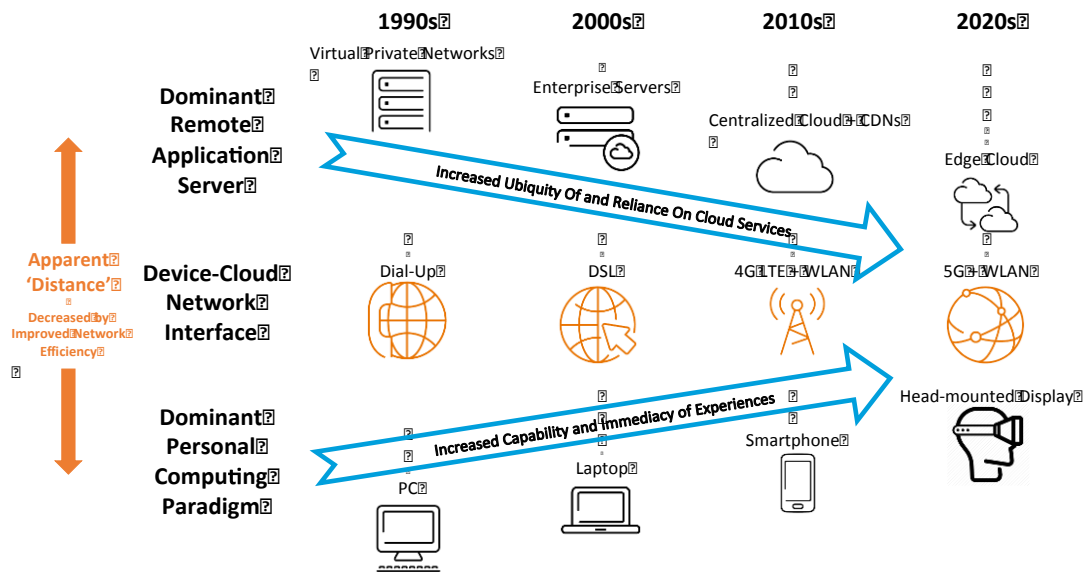 1990s 2000s 2010s 2020s
Virtual Private Networks
Enterprise Servers
Centralized Cloud + CDNs
Edge Cloud
Dominant
Remote
Application
Server
Increased Ubiquity Of and Reliance On Cloud Services
Apparent
‘Distance’
Decreased by
Improved Network
Efficiency
Device-Cloud
Network
Interface
Dial-Up
DSL
4G LTE + WLAN
5G + WLAN
Increased Capability and Immediacy of Experiences
Dominant
Personal
Computing
Paradigm
PC
Laptop
Smartphone
Head-mounted Display